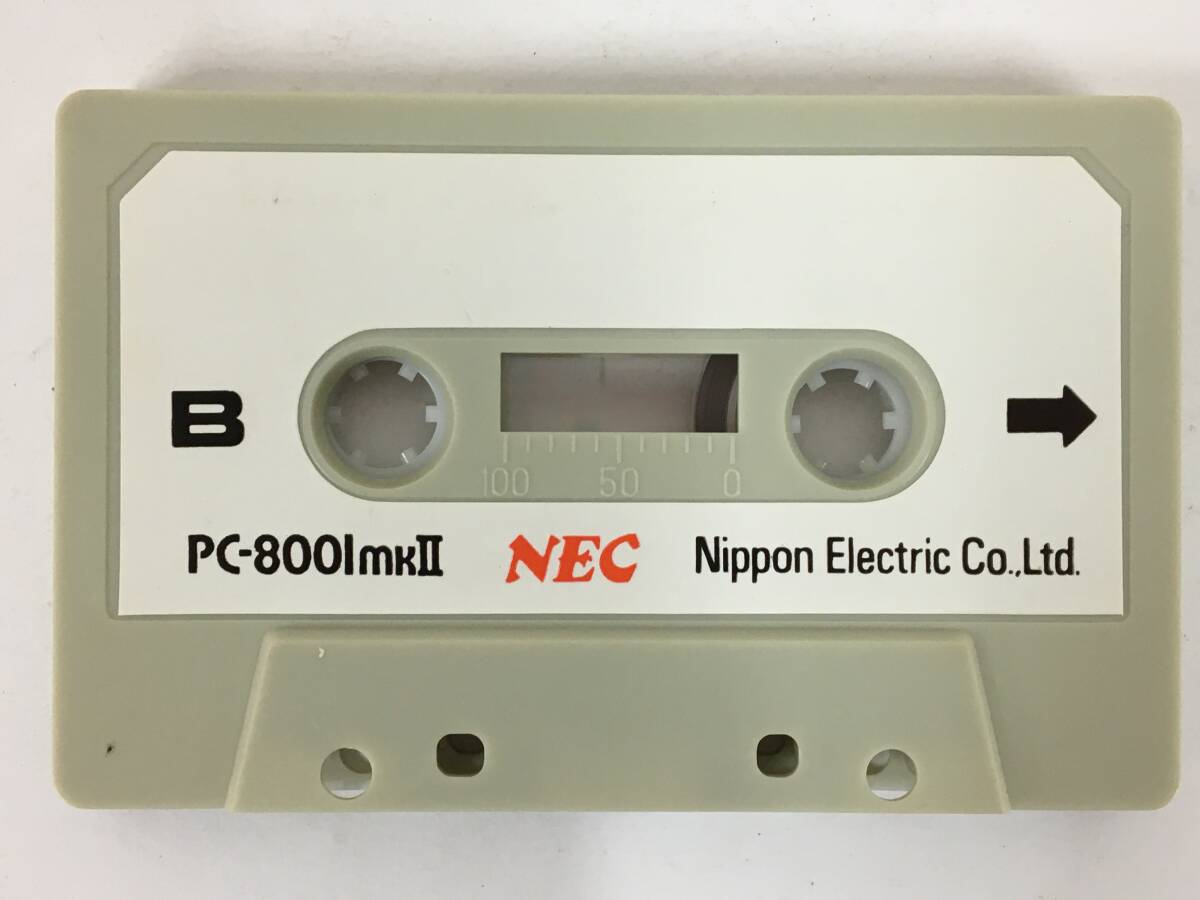 B
100 50 0
PC-8001mkII NEC Nippon Electric Co.,Ltd.